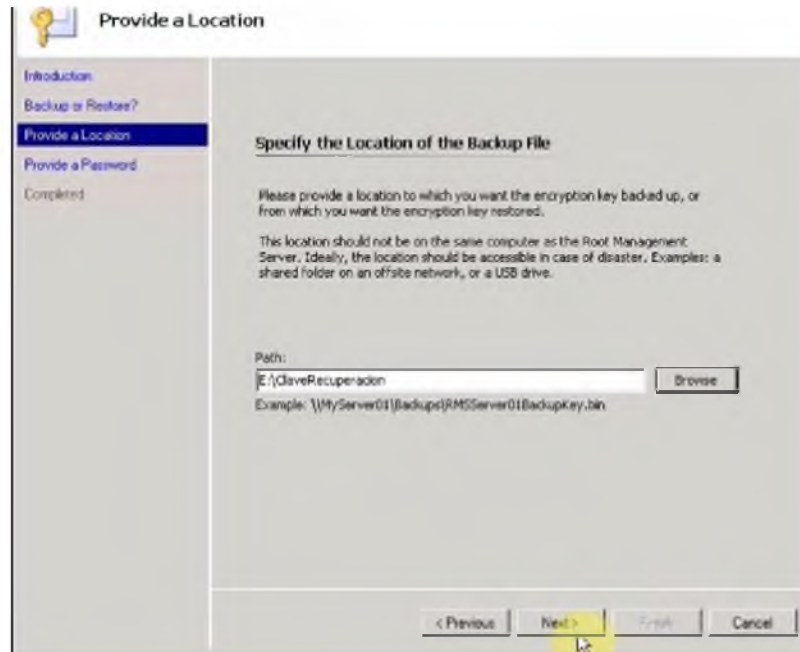 Provide a Location
Introduction
Backup or Restore?
Provide a Location
Provide a Password
Completed
Specify the Location of the Backup File
Please provide a location to which you want the encryption key backed up, or
from which you want the encryption key restored.
This location should not be on the same computer as the Root Management
Server. Ideally, the location should be accessible in case of disaster. Examples: a
shared folder on an offsite network, or a USB drive.
Path:
E:\ClaveRecuperacion
Browse
Example: \\MyServer01\Backups\RMSServer01BackupKey.bin
< Previous
Next >
Finish
Cancel